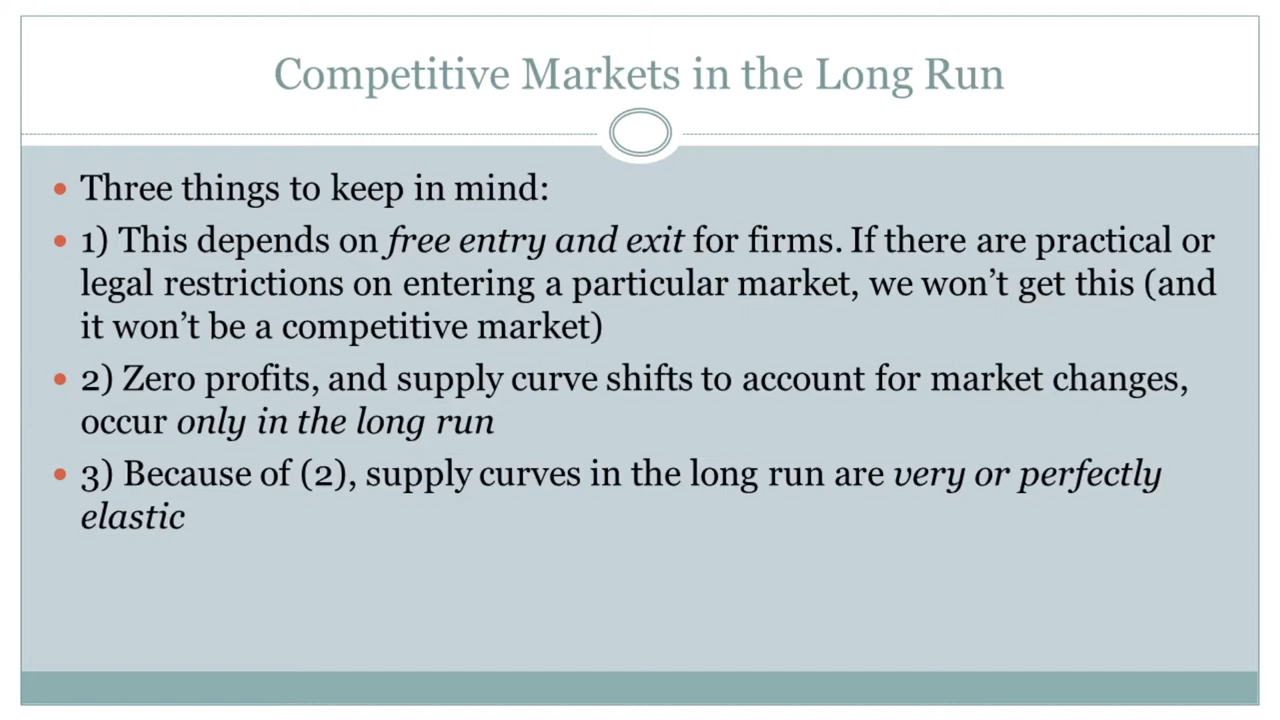 Competitive Markets in the Long Run
• Three things to keep in mind:
• 1) This depends on free entry and exit for firms. If there are practical or
legal restrictions on entering a particular market, we won’t get this (and
it won’t be a competitive market)
• 2) Zero profits, and supply curve shifts to account for market changes,
occur only in the long run
• 3) Because of (2), supply curves in the long run are very or perfectly
elastic